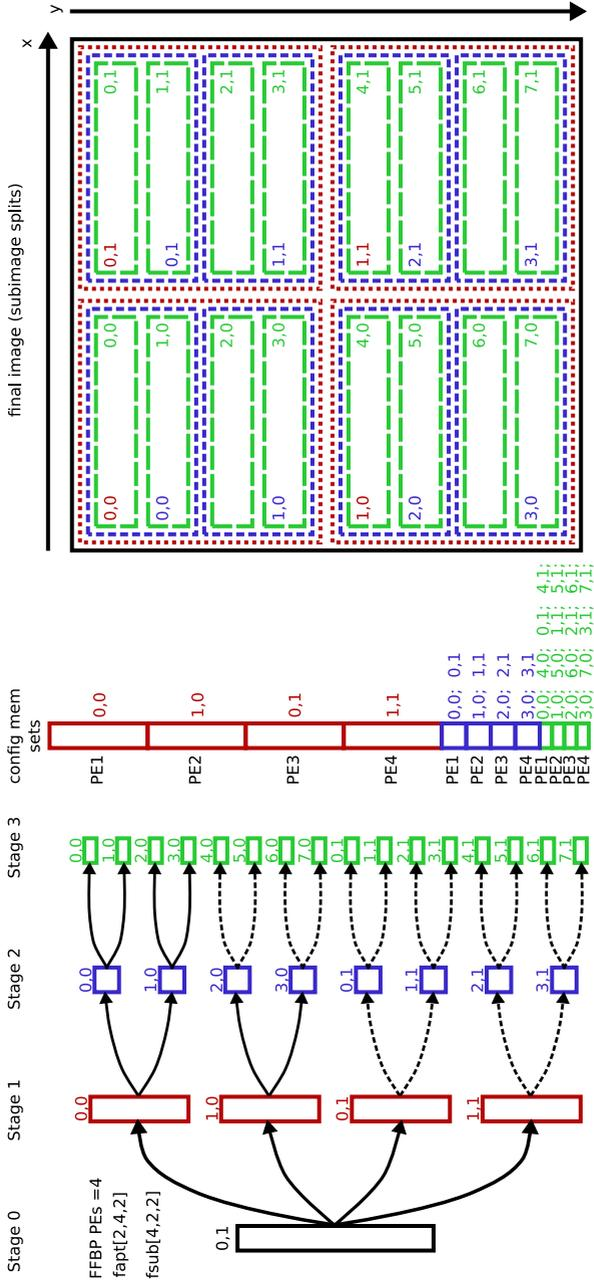 Stage 0
Stage 1
Stage 2
Stage 3
config mem
sets
final image (subimage splits)
FFBP PEs =4
fapt[2,4,2]
fsub[4,2,2]
0,1
0,0
1,0
0,1
1,1
0,0
1,0
2,0
3,0
0,1
1,1
2,1
3,1
0,0
1,0
2,0
3,0
4,0
5,0
6,0
7,0
0,1
1,1
2,1
3,1
4,1
5,1
6,1
7,1
PE1 0,0
PE2 1,0
PE3 0,1
PE4 1,1
PE1 0,0; 0,1
PE2 1,0; 1,1
PE3 2,0; 2,1
PE4 3,0; 3,1
PE1 0,0; 4,0; 0,1; 4,1;
PE2 1,0; 5,0; 1,1; 5,1;
PE3 2,0; 6,0; 2,1; 6,1;
PE4 3,0; 7,0; 3,1; 7,1;
x
y
0,0 0,0 0,1 0,1
0,0 1,0 0,1 1,1
2,0 2,1
1,0 3,0 1,1 3,1
1,0 4,0 1,1 4,1
2,0 5,0 2,1 5,1
6,0 6,1
3,0 7,0 3,1 7,1